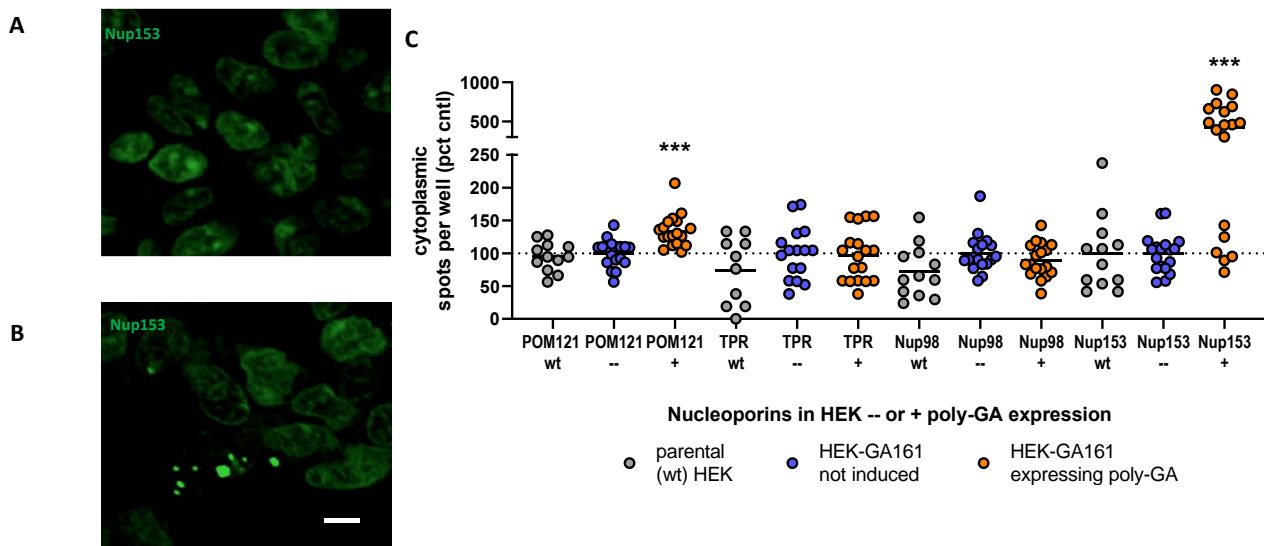 A
Nup153
B
Nup153
C
***
***
cytoplasmic
spots per well (pct cntl)
1000
500
250
200
150
100
50
0
POM121 POM121 POM121 TPR TPR TPR Nup98 Nup98 Nup98 Nup153 Nup153 Nup153
wt -- + wt -- + wt -- + wt -- +
Nucleoporins in HEK -- or + poly-GA expression
parental HEK-GA161 HEK-GA161
(wt) HEK not induced expressing poly-GA